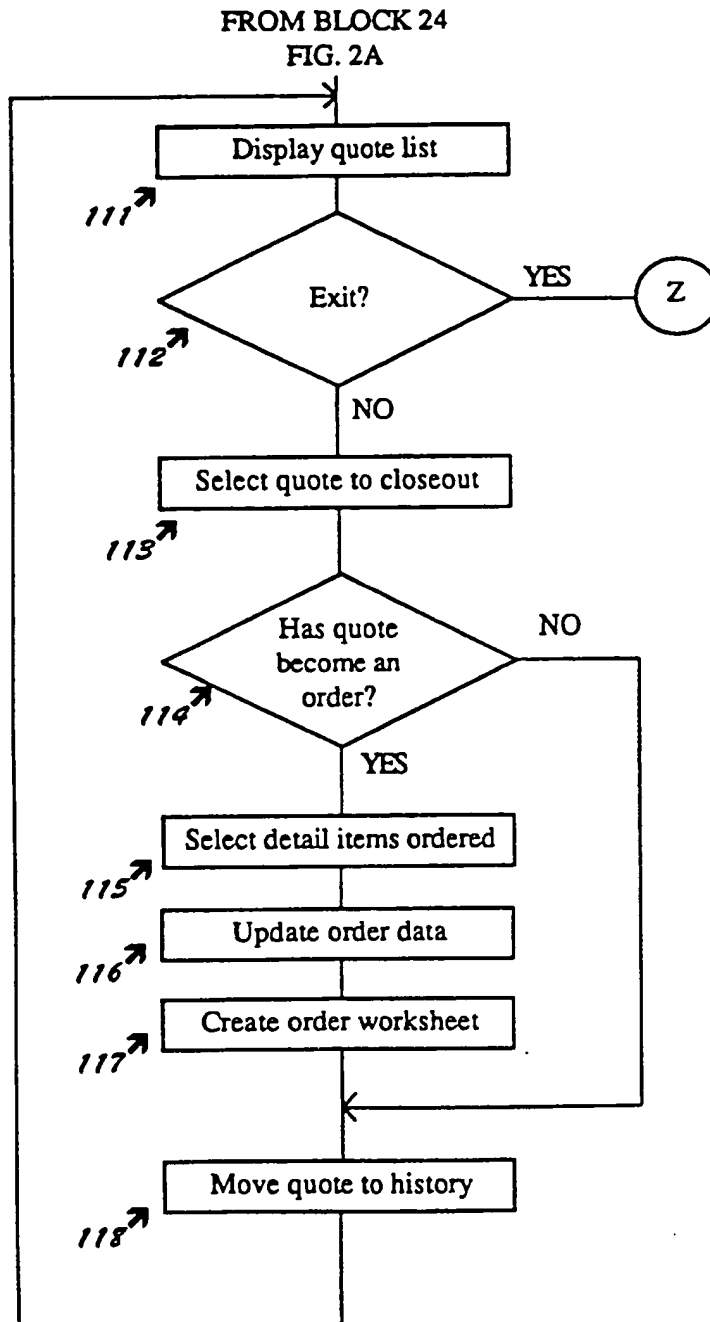 FROM BLOCK 24
FIG. 2A
Display quote list
111
Exit?
YES
Z
112
NO
Select quote to closeout
113
Has quote
become an
order?
NO
114
YES
Select detail items ordered
115
Update order data
116
Create order worksheet
117
Move quote to history
118